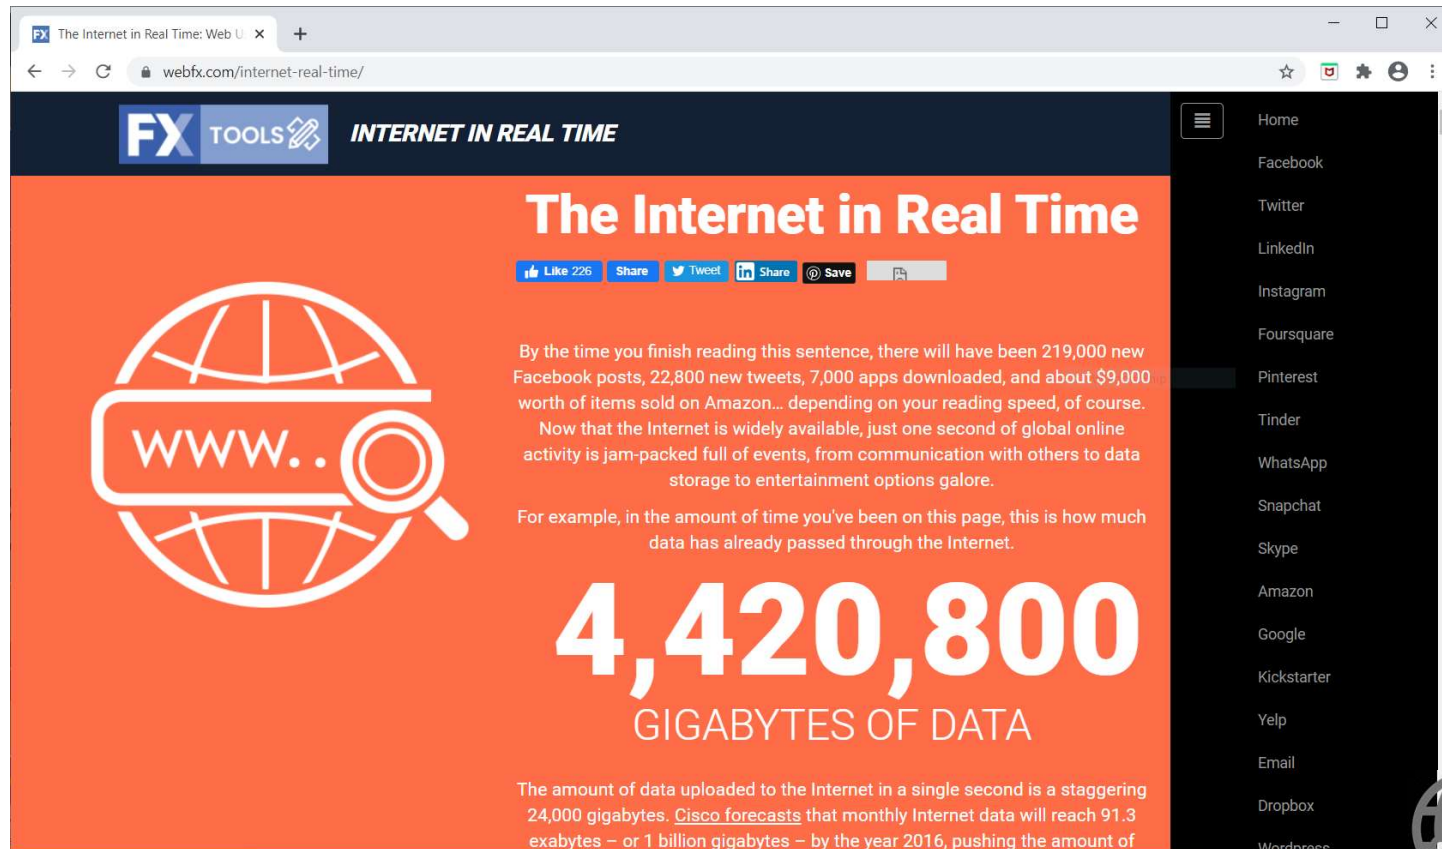 The Internet in Real Time: Web U
webfx.com/internet-real-time/
FX TOOLS
INTERNET IN REAL TIME
The Internet in Real Time
Like 226 Share Tweet in Share Save
WWW..
By the time you finish reading this sentence, there will have been 219,000 new
Facebook posts, 22,800 new tweets, 7,000 apps downloaded, and about $9,000
worth of items sold on Amazon... depending on your reading speed, of course.
Now that the Internet is widely available, just one second of global online
activity is jam-packed full of events, from communication with others to data
storage to entertainment options galore.
For example, in the amount of time you've been on this page, this is how much
data has already passed through the Internet.
4,420,800
GIGABYTES OF DATA
The amount of data uploaded to the Internet in a single second is a staggering
24,000 gigabytes. Cisco forecasts that monthly Internet data will reach 91.3
exabytes – or 1 billion gigabytes – by the year 2016, pushing the amount of
Home
Facebook
Twitter
LinkedIn
Instagram
Foursquare
Pinterest
Tinder
WhatsApp
Snapchat
Skype
Amazon
Google
Kickstarter
Yelp
Email
Dropbox
Wordpress